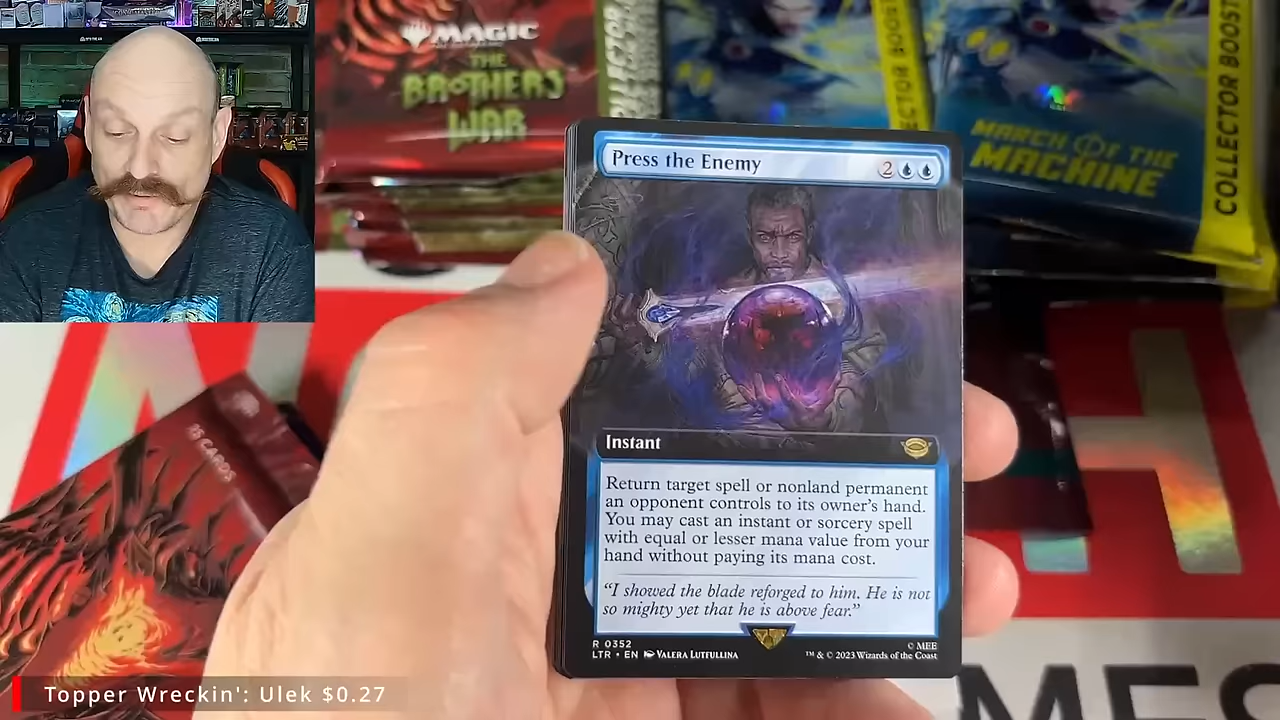 MAGIC
THE
BROTHERS'
WAR
COLLECTOR BOOSTER
MARCH OF THE
MACHINE
COLLECTOR BOOST
15 CARDS
Press the Enemy
2
Instant
Return target spell or nonland permanent
an opponent controls to its owner's hand.
You may cast an instant or sorcery spell
with equal or lesser mana value from your
hand without paying its mana cost.
"I showed the blade reforged to him. He is not
so mighty yet that he is above fear."
R 0352
LTR • EN VALERA LUTFULLINA
© MEE
™ & © 2023 Wizards of the Coast
Topper Wreckin': Ulek $0.27